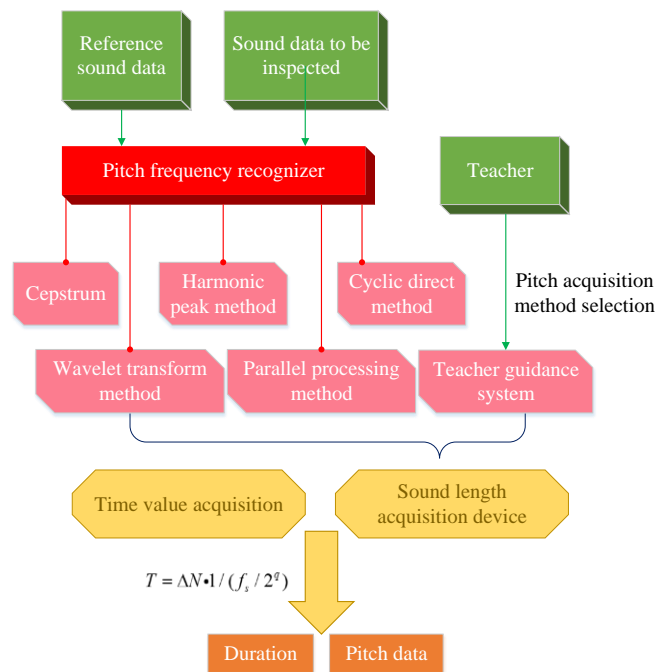 Reference
sound data
Sound data to be
inspected
Pitch frequency recognizer
Teacher
Cepstrum
Harmonic
peak method
Cyclic direct
method
Pitch acquisition
method selection
Wavelet transform
method
Parallel processing
method
Teacher guidance
system
Time value acquisition
Sound length
acquisition device
T = ΔN•1/(f_s/2^q)
Duration
Pitch data